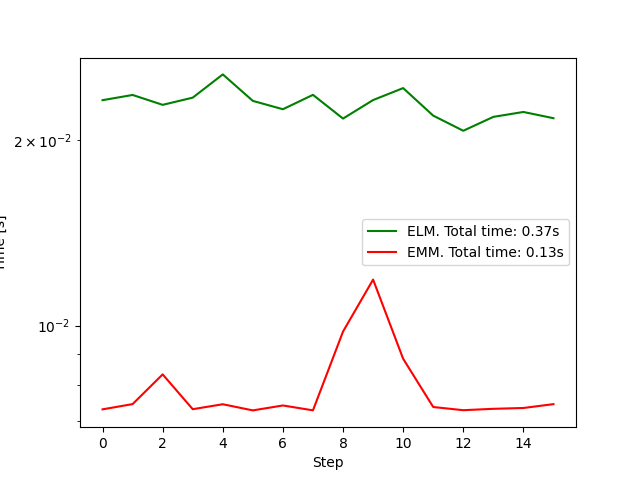 2 × 10⁻²
10⁻²
Time [s]
ELM. Total time: 0.37s
EMM. Total time: 0.13s
0 2 4 6 8 10 12 14
Step